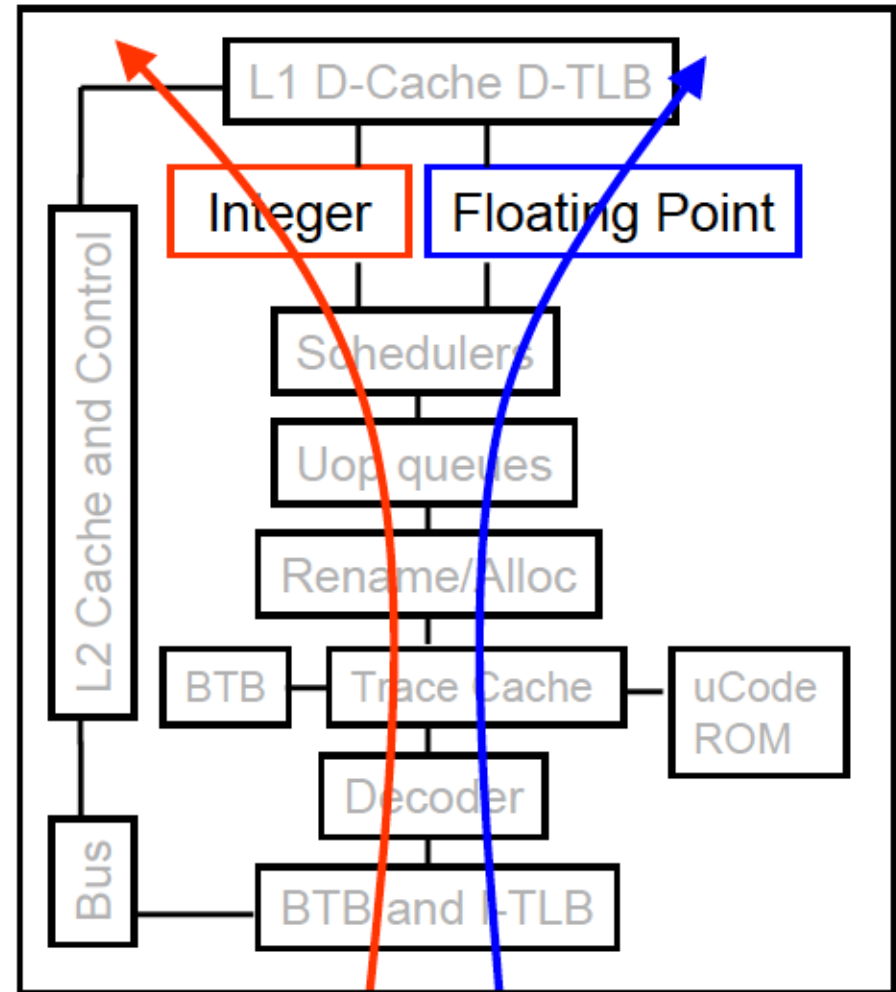 L1 D-Cache D-TLB
Integer
Floating Point
L2 Cache and Control
Schedulers
Uop queues
Rename/Alloc
BTB
Trace Cache
uCode
ROM
Decoder
Bus
BTB and I-TLB